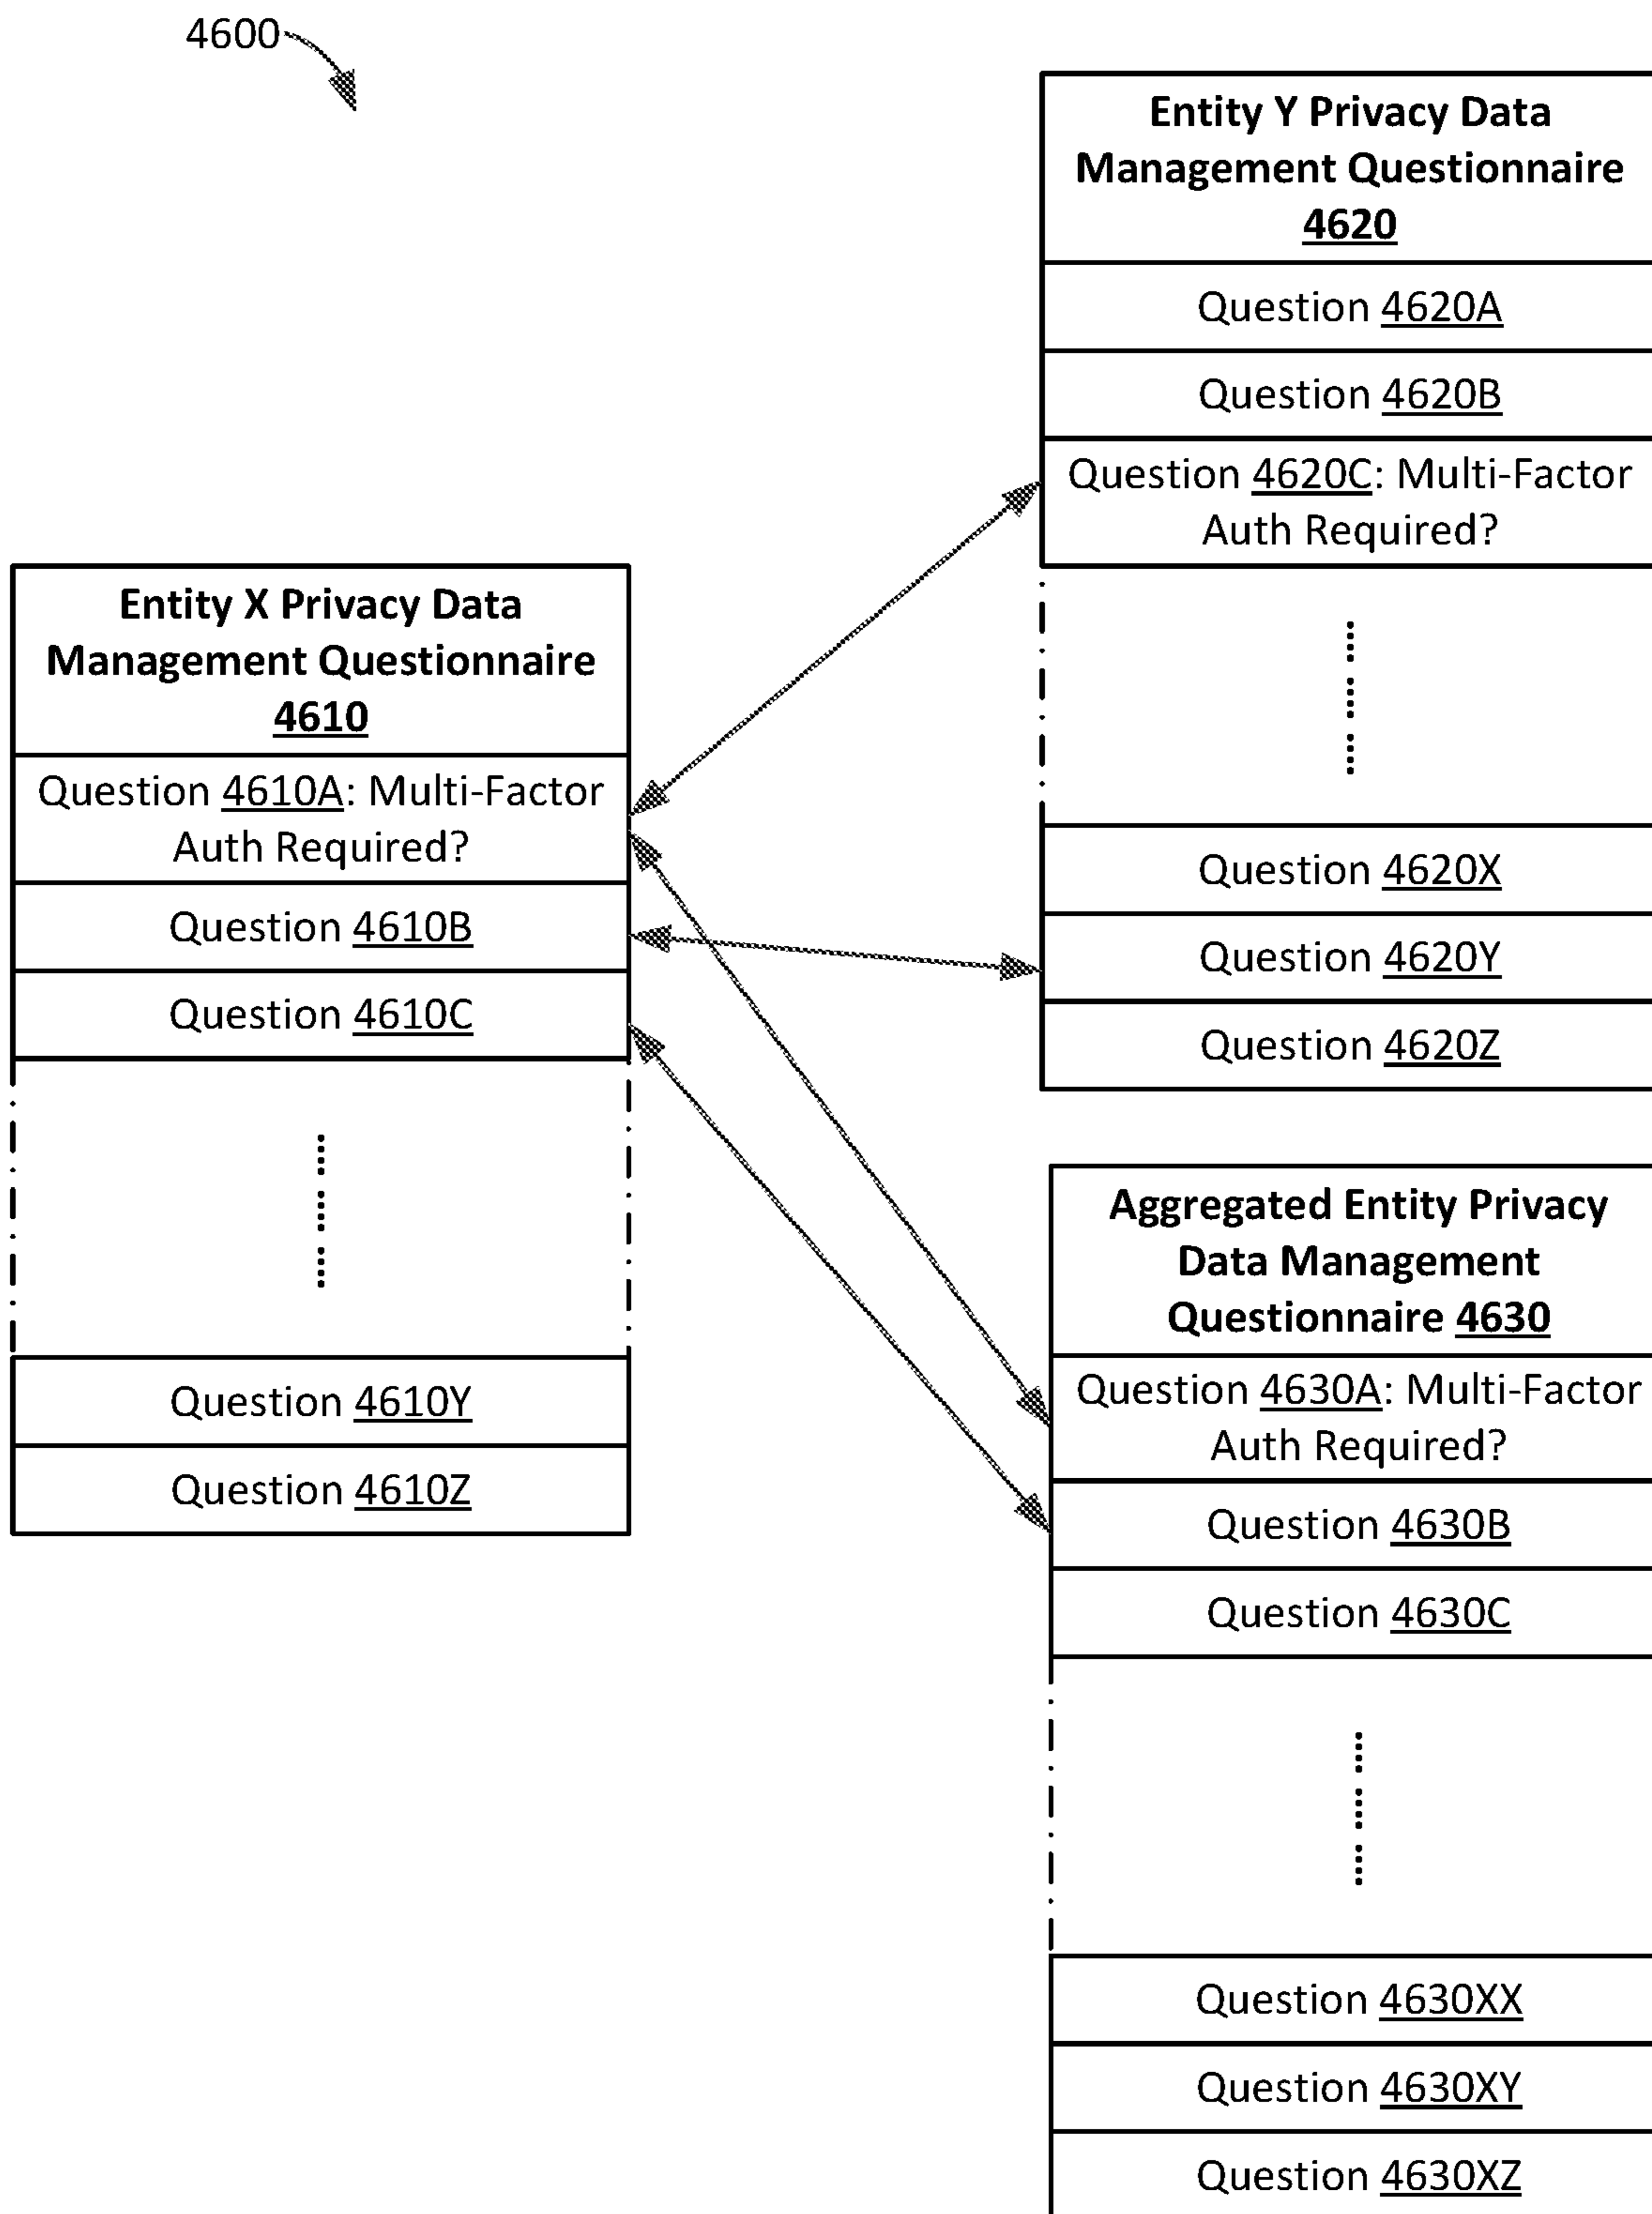 4600
Entity Y Privacy Data
Management Questionnaire
4620
Question 4620A
Question 4620B
Question 4620C: Multi-Factor
Auth Required?
Question 4620X
Question 4620Y
Question 4620Z
Entity X Privacy Data
Management Questionnaire
4610
Question 4610A: Multi-Factor
Auth Required?
Question 4610B
Question 4610C
Question 4610Y
Question 4610Z
Aggregated Entity Privacy
Data Management
Questionnaire 4630
Question 4630A: Multi-Factor
Auth Required?
Question 4630B
Question 4630C
Question 4630XX
Question 4630XY
Question 4630XZ